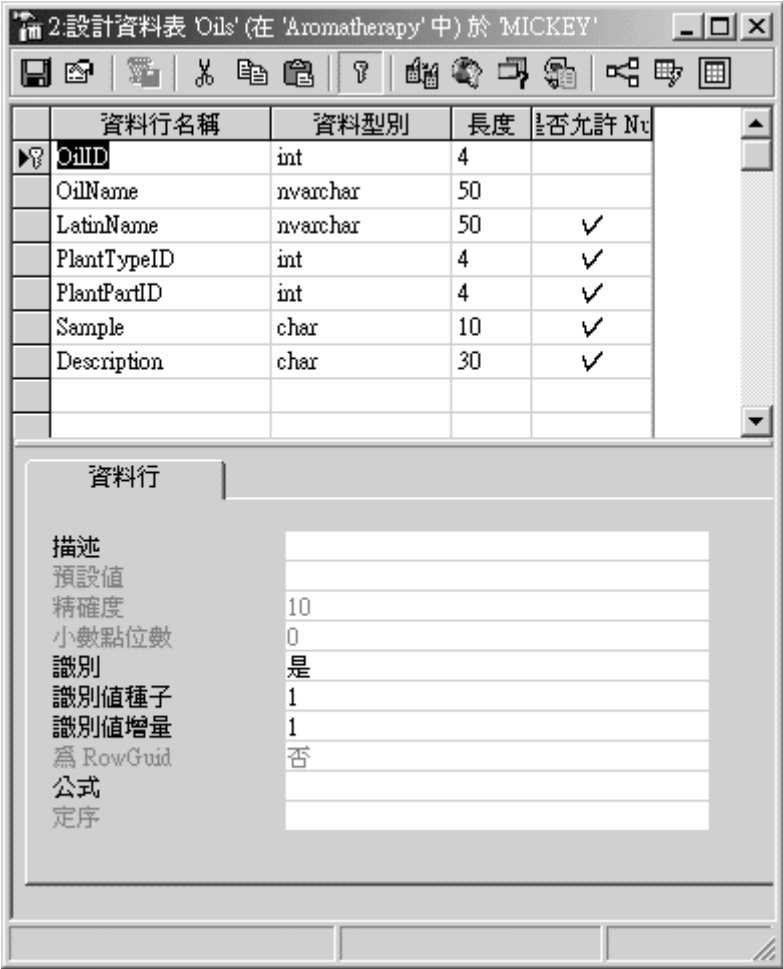 2:設計資料表 'Oils' (在 'Aromatherapy' 中) 於 'MICKEY'
資料行名稱 資料型別 長度 是否允許 Nu
OilID int 4
OilName nvarchar 50
LatinName nvarchar 50
PlantTypeID int 4
PlantPartID int 4
Sample char 10
Description char 30
資料行
描述
預設值
精確度 10
小數點位數 0
識別 是
識別值種子 1
識別值增量 1
為 RowGuid 否
公式
定序